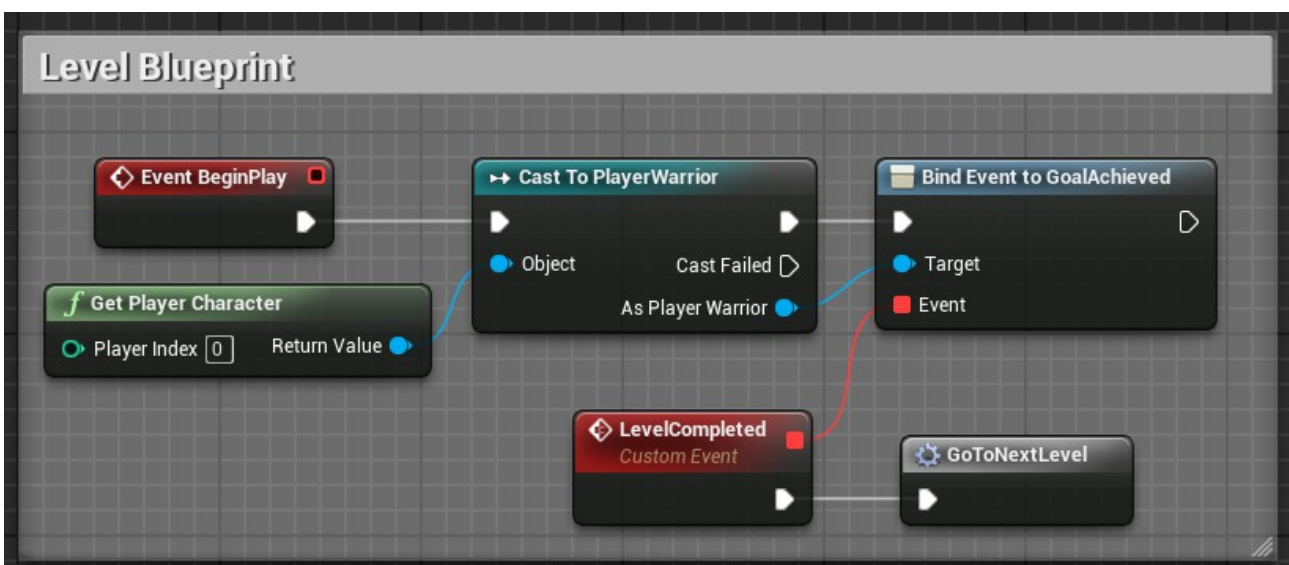 Level Blueprint
Event BeginPlay
Cast To PlayerWarrior
Bind Event to GoalAchieved
Object
Cast Failed
Target
As Player Warrior
Event
f Get Player Character
Player Index 0
Return Value
LevelCompleted
Custom Event
GoToNextLevel